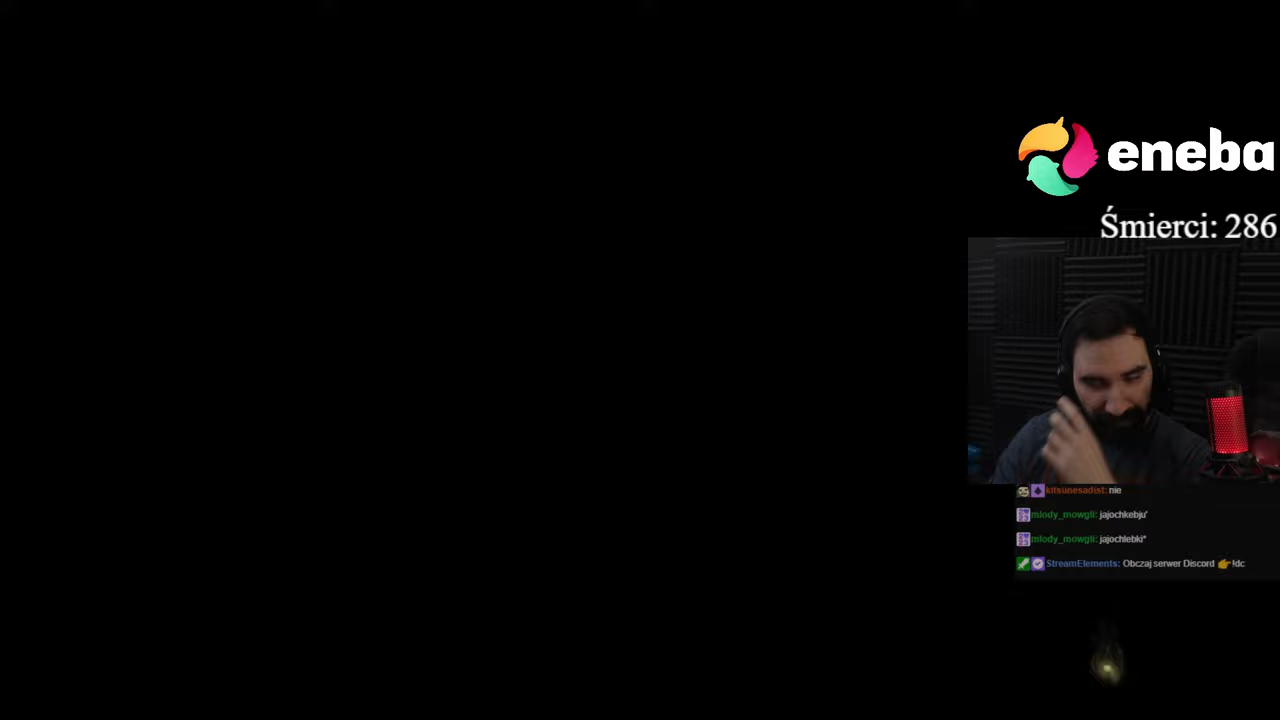 eneba
Śmierci: 286
kitsunesadist: nie
mlody_mowgli: jajochkebju'
mlody_mowgli: jajochlebki*
StreamElements: Obczaj serwer Discord 👉 !dc